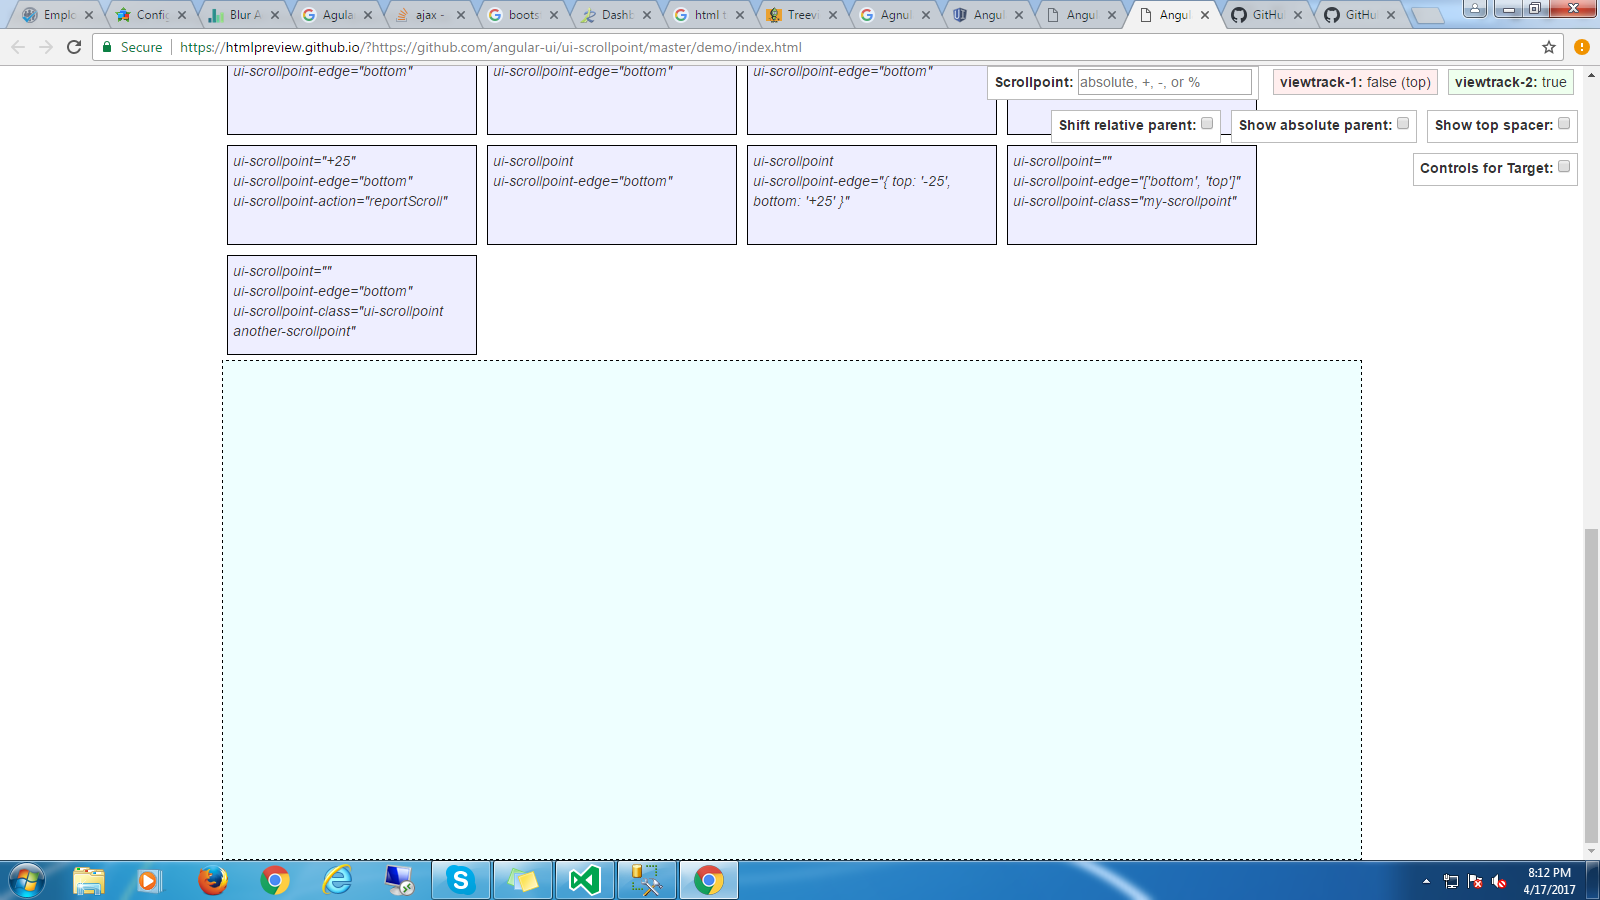 Emplo
Config
Blur A
Agula
ajax -
boots
Dashb
html t
Treevi
Agnul
Angul
Angul
Angul
GitHu
GitHu
Secure
https://htmlpreview.github.io/?https://github.com/angular-ui/ui-scrollpoint/master/demo/index.html
ui-scrollpoint-edge="bottom"
ui-scrollpoint-edge="bottom"
ui-scrollpoint-edge="bottom"
Scrollpoint: absolute, +, -, or %
viewtrack-1: false (top)
viewtrack-2: true
Shift relative parent:
Show absolute parent:
Show top spacer:
Controls for Target:
ui-scrollpoint="+25"
ui-scrollpoint-edge="bottom"
ui-scrollpoint-action="reportScroll"
ui-scrollpoint
ui-scrollpoint-edge="bottom"
ui-scrollpoint
ui-scrollpoint-edge="{ top: '-25',
bottom: '+25' }"
ui-scrollpoint=""
ui-scrollpoint-edge="['bottom', 'top']"
ui-scrollpoint-class="my-scrollpoint"
ui-scrollpoint=""
ui-scrollpoint-edge="bottom"
ui-scrollpoint-class="ui-scrollpoint
another-scrollpoint"
8:12 PM
4/17/2017